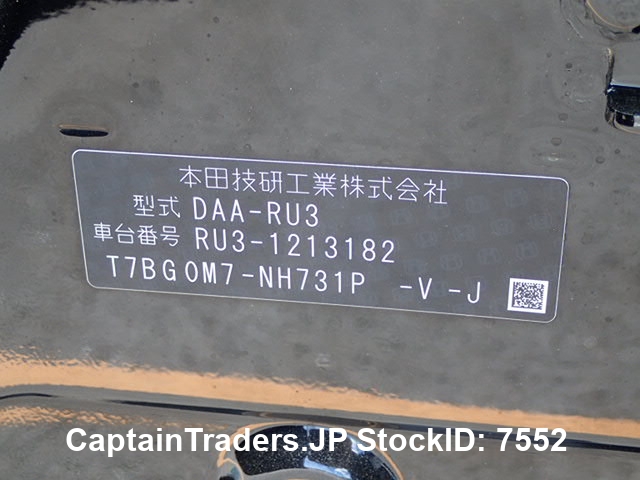 本田技研工業株式会社
型式 DAA-RU3
車台番号 RU3-1213182
T7BG0M7-NH731P -V -J
CaptainTraders.JP StockID: 7552